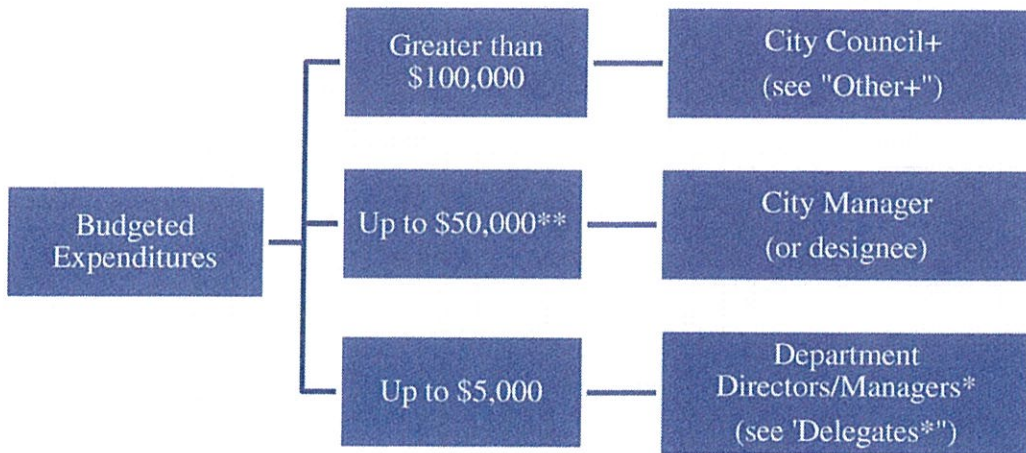 Greater than
$100,000
City Council+
(see "Other+")
Budgeted
Expenditures
Up to $50,000**
City Manager
(or designee)
Up to $5,000
Department
Directors/Managers*
(see 'Delegates*")